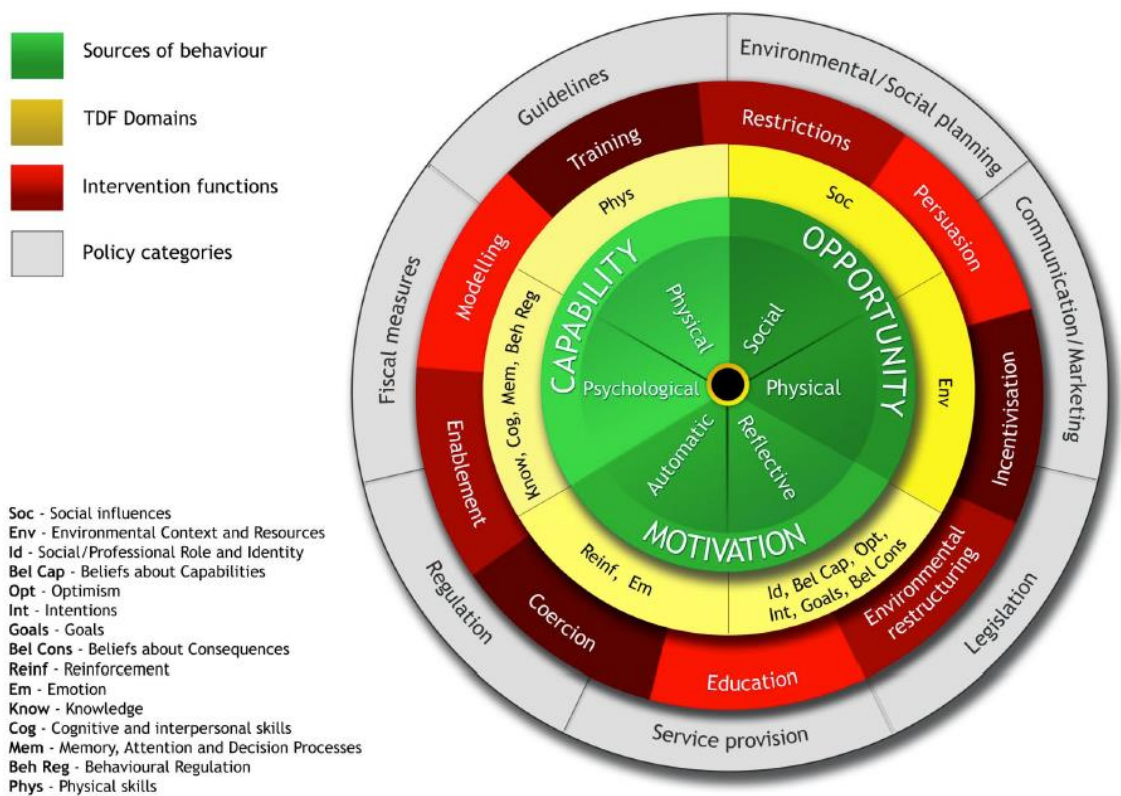 Sources of behaviour
TDF Domains
Intervention functions
Policy categories
Soc - Social influences
Env - Environmental Context and Resources
Id - Social/Professional Role and Identity
Bel Cap - Beliefs about Capabilities
Opt - Optimism
Int - Intentions
Goals - Goals
Bel Cons - Beliefs about Consequences
Reinf - Reinforcement
Em - Emotion
Know - Knowledge
Cog - Cognitive and interpersonal skills
Mem - Memory, Attention and Decision Processes
Beh Reg - Behavioural Regulation
Phys - Physical skills
Guidelines
Environmental/Social planning
Communication/Marketing
Legislation
Service provision
Regulation
Fiscal measures
Training
Restrictions
Persuasion
Incentivisation
Environmental
restructuring
Education
Coercion
Enablement
Modelling
Phys
Soc
Env
Id, Bel Cap, Opt,
Int, Goals, Bel Cons
Reinf, Em
Know, Cog, Mem, Beh Reg
CAPABILITY
OPPORTUNITY
MOTIVATION
Physical
Social
Physical
Reflective
Automatic
Psychological